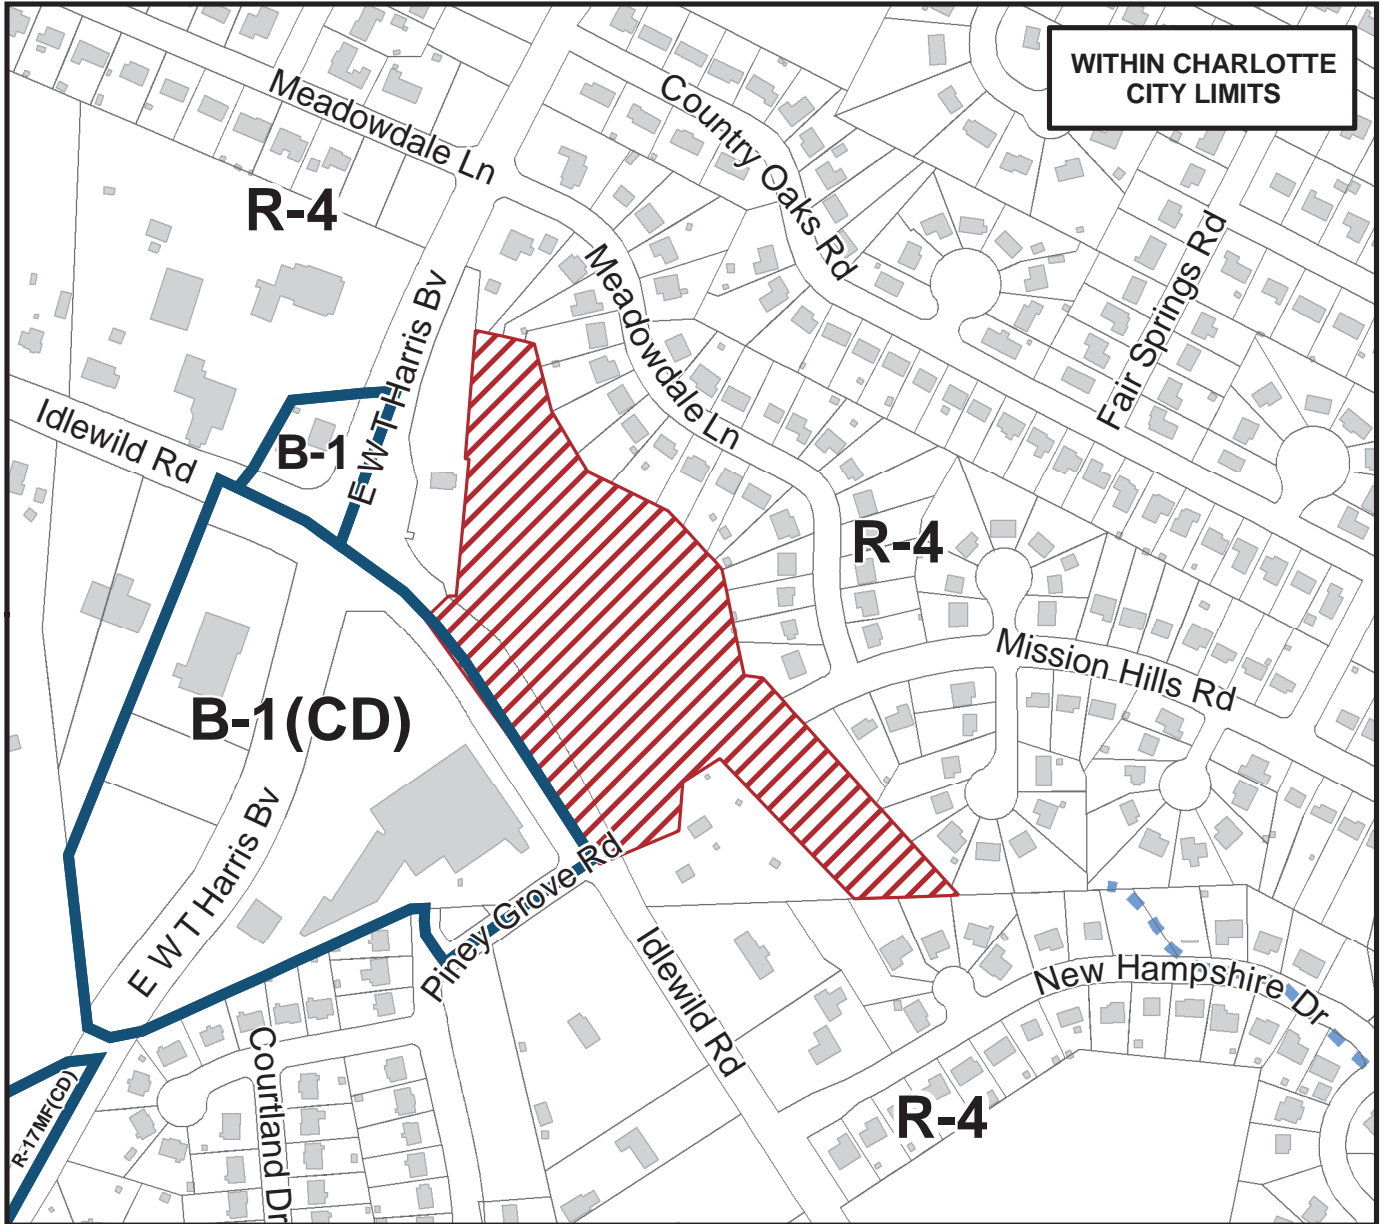 WITHIN CHARLOTTE
CITY LIMITS
Meadowdale Ln
Country Oaks Rd
R-4
Fair Springs Rd
Meadowdale Ln
E W T Harris Bv
Idlewild Rd
B-1
R-4
Mission Hills Rd
B-1(CD)
E W T Harris Bv
Piney Grove Rd
Idlewild Rd
New Hampshire Dr
Courtland Dr
R-17MF(CD)
R-4